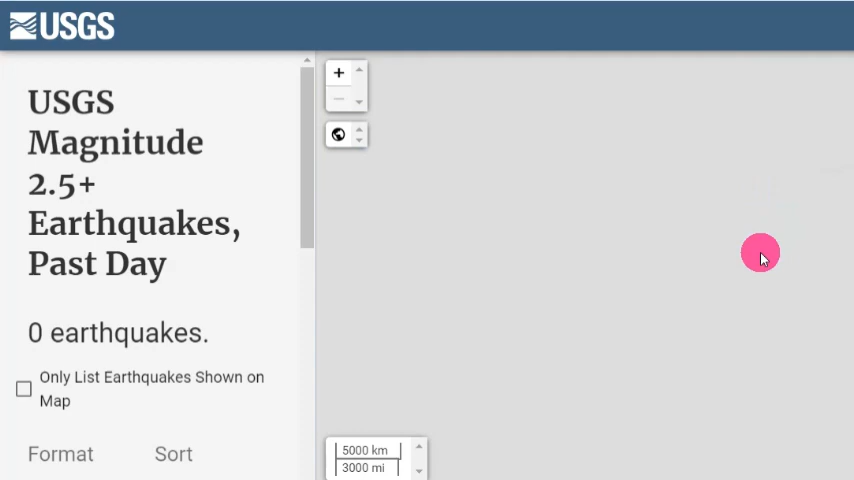 USGS
USGS
Magnitude
2.5+
Earthquakes,
Past Day
0 earthquakes.
Only List Earthquakes Shown on
Map
Format Sort
+
−
5000 km
3000 mi